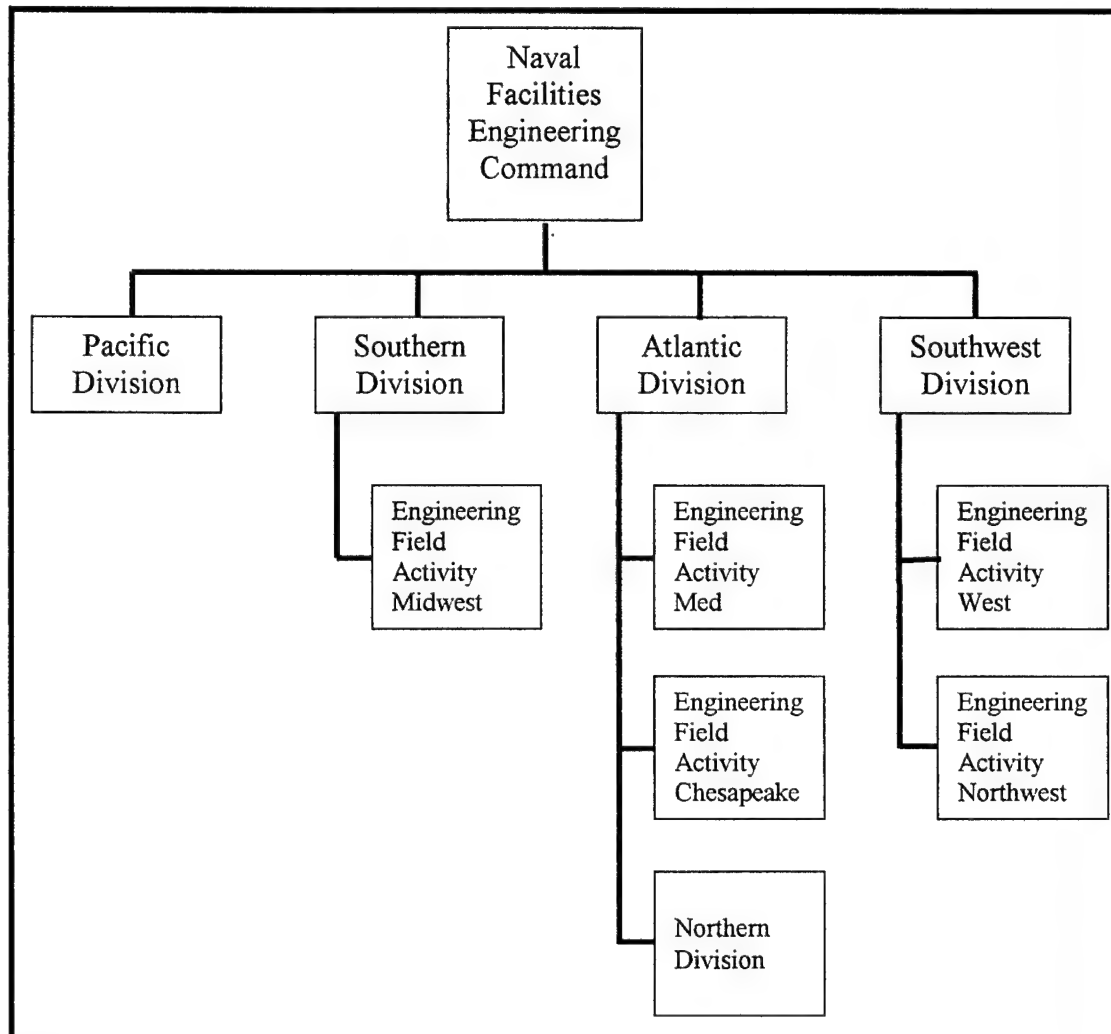 Naval
Facilities
Engineering
Command
Pacific
Division
Southern
Division
Atlantic
Division
Southwest
Division
Engineering
Field
Activity
Midwest
Engineering
Field
Activity
Med
Engineering
Field
Activity
West
Engineering
Field
Activity
Chesapeake
Engineering
Field
Activity
Northwest
Northern
Division